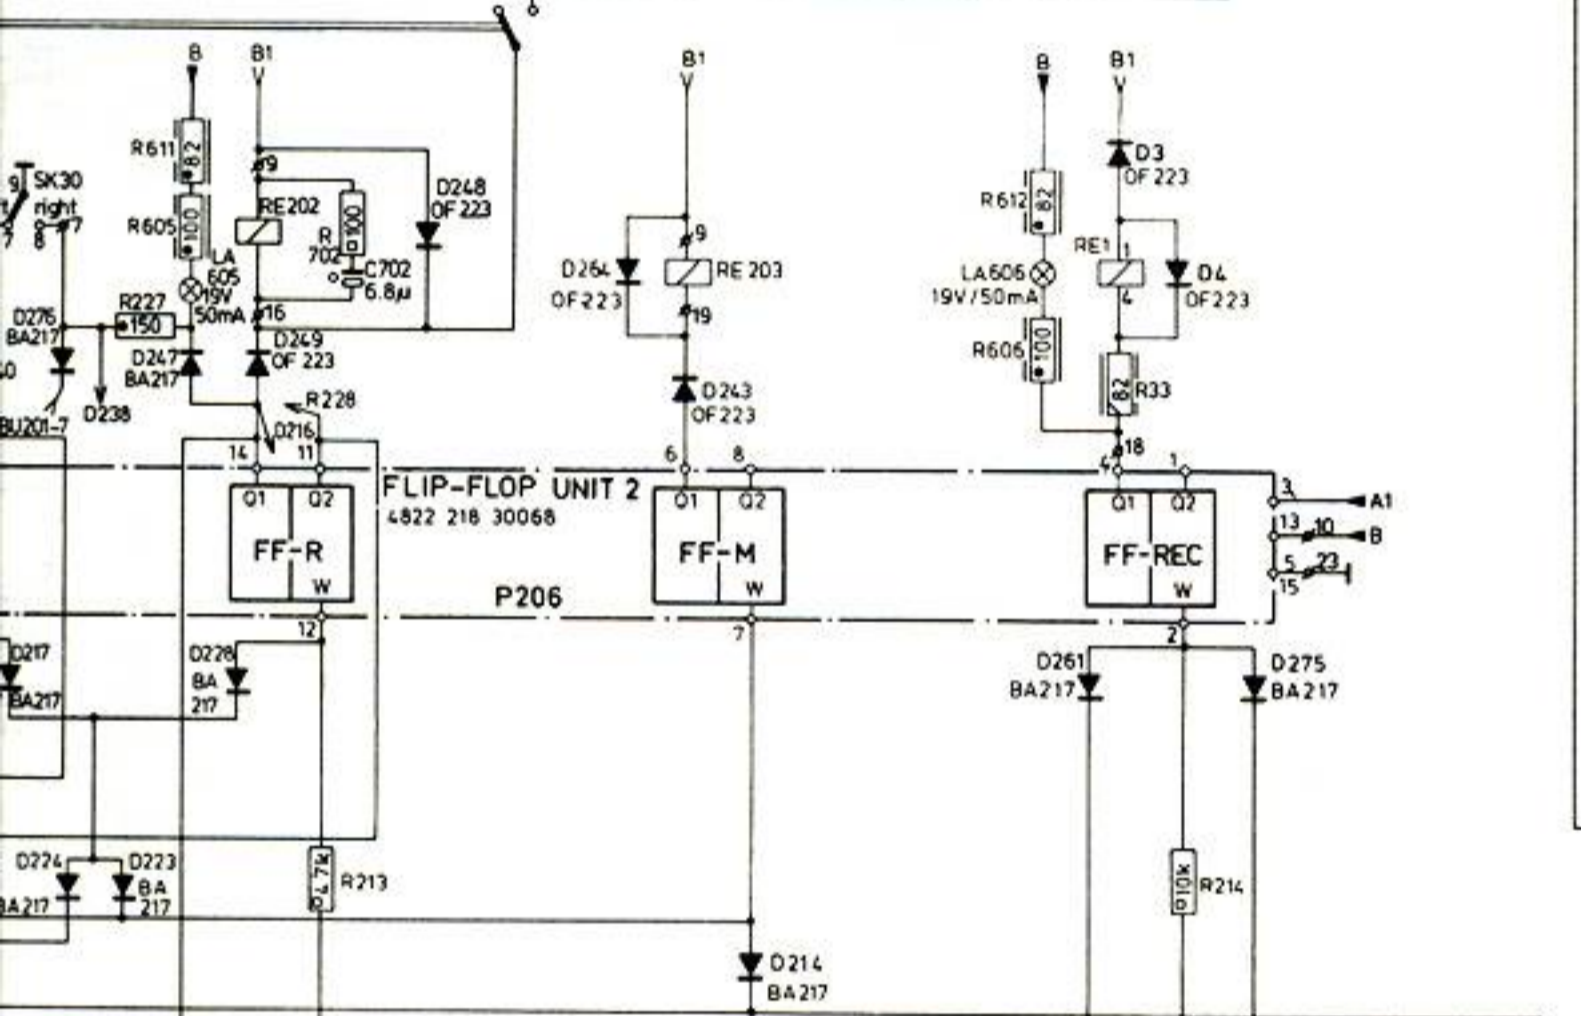 B
B1
B1
B
B1
R611
82
9
SK30
right
9
7
8
7
R605
100
RE202
R
702
100
D248
OF 223
C702
6.8µ
LA
605
19V
50mA
16
R227
150
D276
BA217
D247
BA217
D249
OF 223
D238
BU201-7
R228
D216
D264
OF223
9
RE 203
19
D243
OF223
R612
82
D3
OF223
LA606
19V/50mA
RE1
1
4
D4
OF223
R606
100
82
R33
18
14
11
6
8
4
1
Q1
Q2
FF-R
W
12
FLIP-FLOP UNIT 2
4822 218 30068
P206
Q1
Q2
FF-M
W
7
Q1
Q2
FF-REC
W
2
3
A1
13
10
B
5
23
15
D217
BA217
D228
BA
217
D261
BA217
D275
BA217
D224
BA217
D223
BA
217
4.7k
R213
10k
R214
D214
BA217